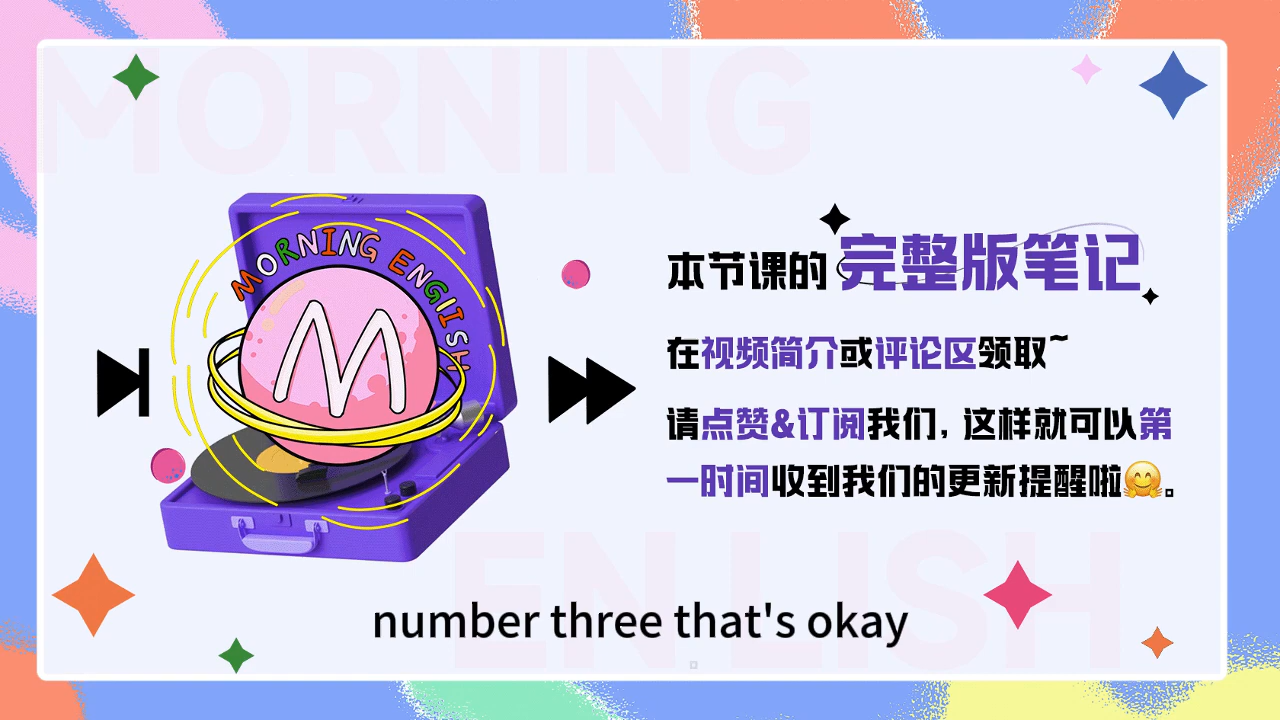 MORNING
MORNING ENGlISH
M
本节课的 完整版笔记
在视频简介或评论区领取~
请点赞&订阅我们, 这样就可以第
一时间收到我们的更新提醒啦🤗。
EN LISH
number three that's okay